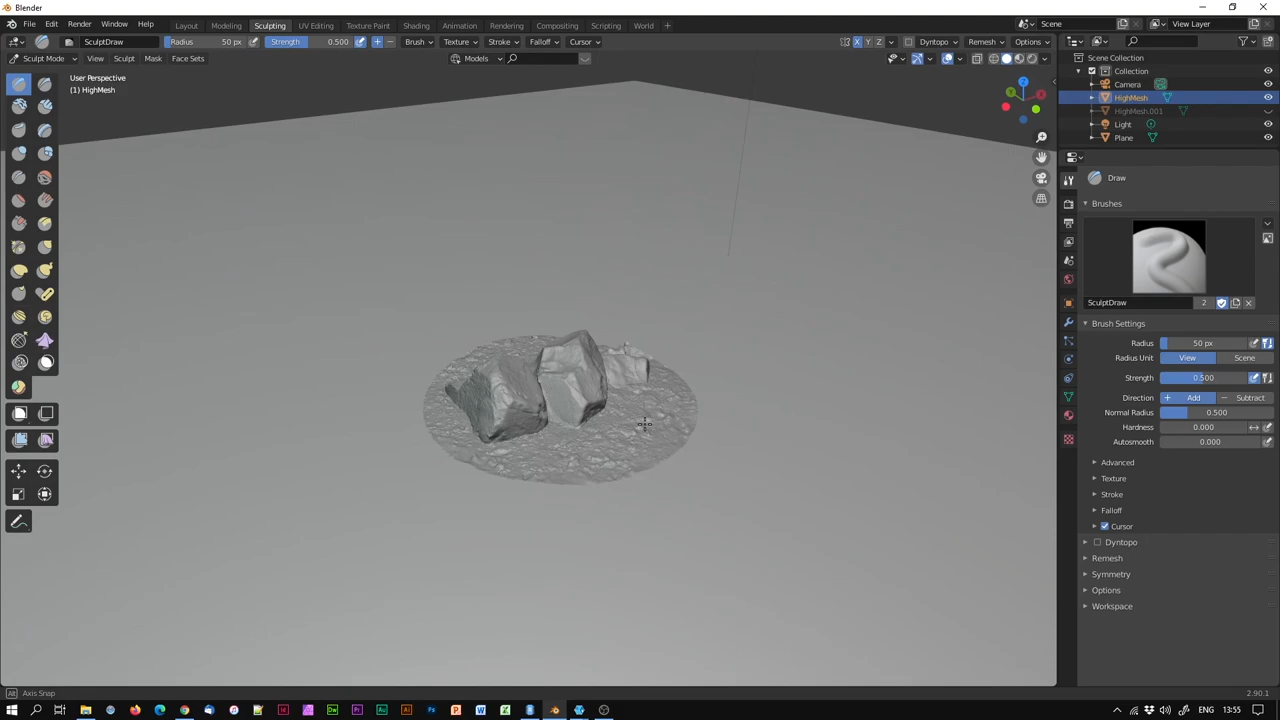 Blender
File Edit Render Window Help Layout Modeling Sculpting UV Editing Texture Paint Shading Animation Rendering Compositing Scripting World + Scene View Layer
SculptDraw Radius 50 px Strength 0.500 Brush Texture Stroke Falloff Cursor X Y Z Dyntopo Remesh Options
Sculpt Mode View Sculpt Mask Face Sets Models
User Perspective
(1) HighMesh
Scene Collection
Collection
Camera
HighMesh
HighMesh.001
Light
Plane
Draw
Brushes
SculptDraw 2
Brush Settings
Radius 50 px
Radius Unit View Scene
Strength 0.500
Direction + Add − Subtract
Normal Radius 0.500
Hardness 0.000
Autosmooth 0.000
Advanced
Texture
Stroke
Falloff
Cursor
Dyntopo
Remesh
Symmetry
Options
Workspace
Axis Snap 2.90.1
ENG 13:55